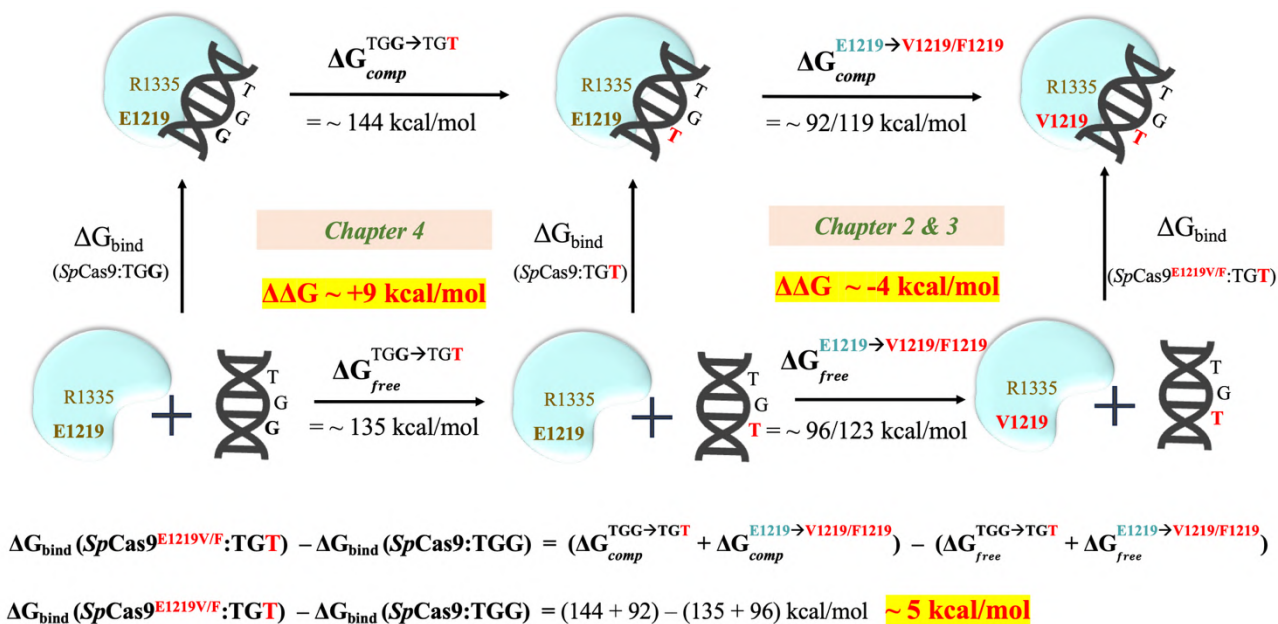 ΔG_comp^TGG→TGT
ΔG_comp^E1219→V1219/F1219
R1335
E1219
T
G
G
= ~ 144 kcal/mol
R1335
E1219
T
G
T
= ~ 92/119 kcal/mol
R1335
V1219
T
G
T
ΔG_bind
(SpCas9:TGG)
Chapter 4
ΔΔG ~ +9 kcal/mol
ΔG_bind
(SpCas9:TGT)
Chapter 2 & 3
ΔΔG ~ -4 kcal/mol
ΔG_bind
(SpCas9^E1219V/F:TGT)
R1335
E1219
+
T
G
G
ΔG_free^TGG→TGT
= ~ 135 kcal/mol
R1335
E1219
+
T
G
T
ΔG_free^E1219→V1219/F1219
= ~ 96/123 kcal/mol
R1335
V1219
+
T
G
T
ΔG_bind (SpCas9^E1219V/F:TGT) – ΔG_bind (SpCas9:TGG) = (ΔG_comp^TGG→TGT + ΔG_comp^E1219→V1219/F1219) – (ΔG_free^TGG→TGT + ΔG_free^E1219→V1219/F1219)
ΔG_bind (SpCas9^E1219V/F:TGT) – ΔG_bind (SpCas9:TGG) = (144 + 92) – (135 + 96) kcal/mol ~ 5 kcal/mol